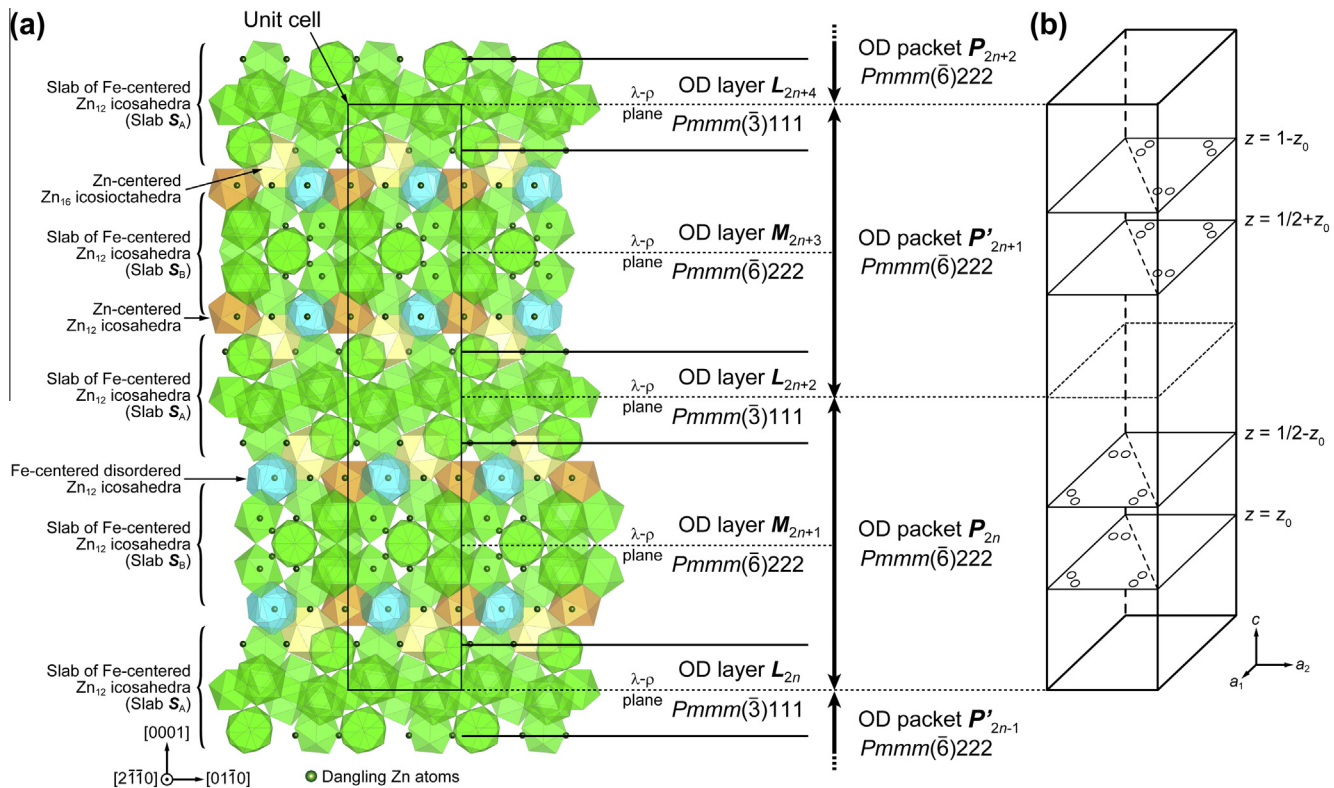 (a)
Unit cell
Slab of Fe-centered
Zn12 icosahedra
(Slab SA)
Zn-centered
Zn16 icosioctahedra
Slab of Fe-centered
Zn12 icosahedra
(Slab SB)
Zn-centered
Zn12 icosahedra
Slab of Fe-centered
Zn12 icosahedra
(Slab SA)
Fe-centered disordered
Zn12 icosahedra
Slab of Fe-centered
Zn12 icosahedra
(Slab SB)
Slab of Fe-centered
Zn12 icosahedra
(Slab SA)
[0001]
[2̅1̅1̅0] [011̅0]
Dangling Zn atoms
λ-ρ
plane
OD layer L2n+4
Pmmm(3̅)111
λ-ρ
plane
OD layer M2n+3
Pmmm(6̅)222
λ-ρ
plane
OD layer L2n+2
Pmmm(3̅)111
λ-ρ
plane
OD layer M2n+1
Pmmm(6̅)222
λ-ρ
plane
OD layer L2n
Pmmm(3̅)111
OD packet P2n+2
Pmmm(6̅)222
OD packet P'2n+1
Pmmm(6̅)222
OD packet P2n
Pmmm(6̅)222
OD packet P'2n-1
Pmmm(6̅)222
(b)
z = 1-z0
z = 1/2+z0
z = 1/2-z0
z = z0
c
a1
a2